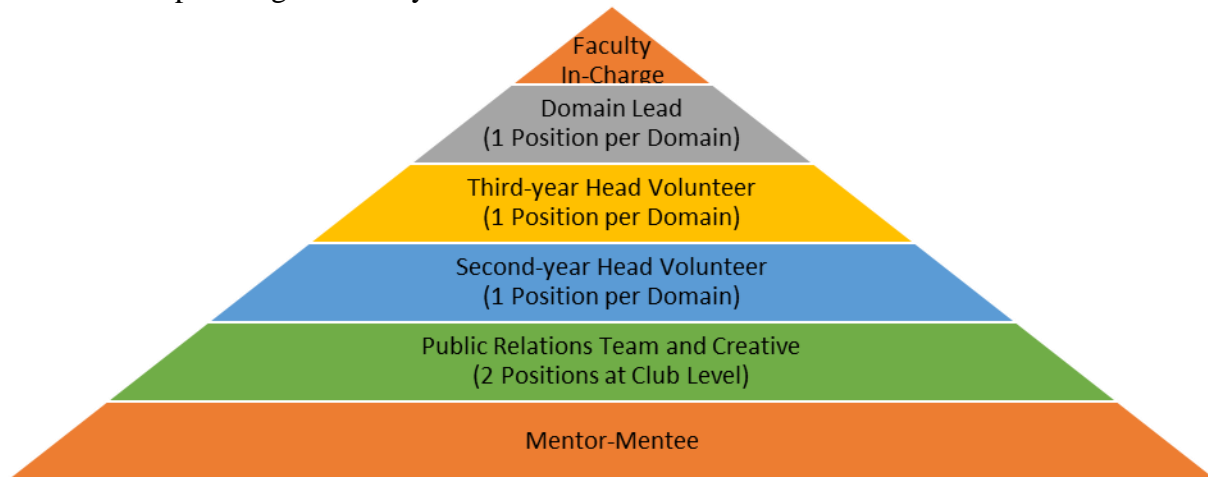 Faculty
In-Charge
Domain Lead
(1 Position per Domain)
Third-year Head Volunteer
(1 Position per Domain)
Second-year Head Volunteer
(1 Position per Domain)
Public Relations Team and Creative
(2 Positions at Club Level)
Mentor-Mentee